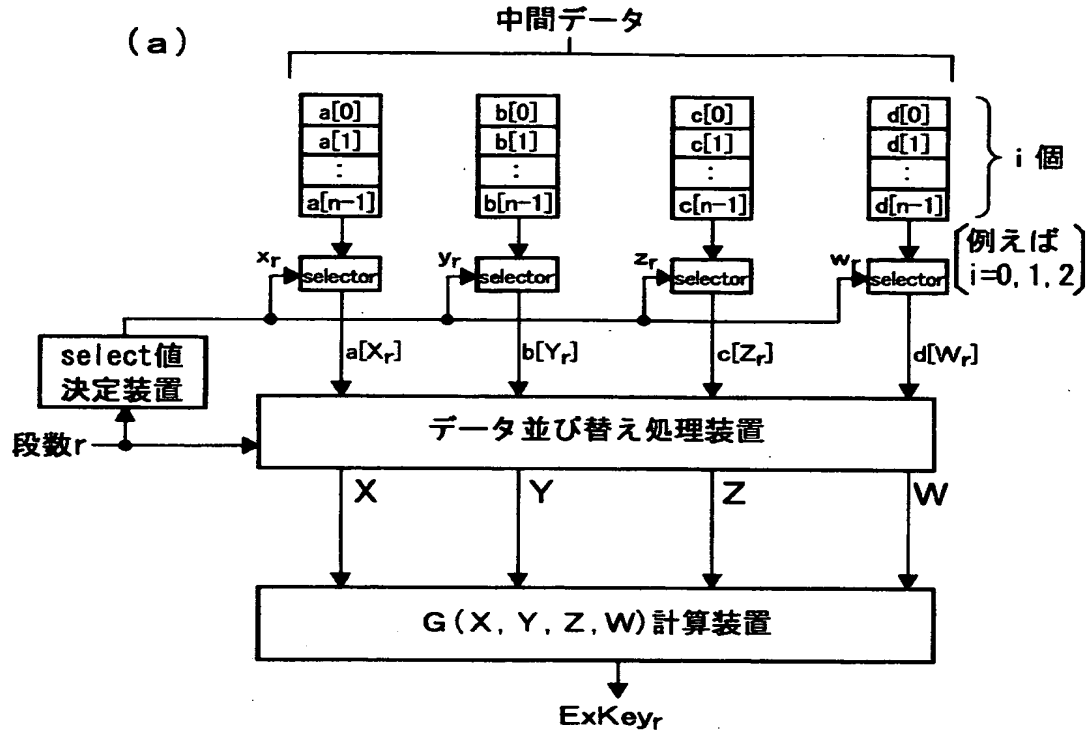 (a)
中間データ
a[0] b[0] c[0] d[0]
a[1] b[1] c[1] d[1]
: : : :
a[n-1] b[n-1] c[n-1] d[n-1]
i 個
xr yr zr wr
selector selector selector selector
例えば
i=0, 1, 2
select値
決定装置
a[Xr] b[Yr] c[Zr] d[Wr]
段数r
データ並び替え処理装置
X Y Z W
G(X, Y, Z, W)計算装置
ExKeyr